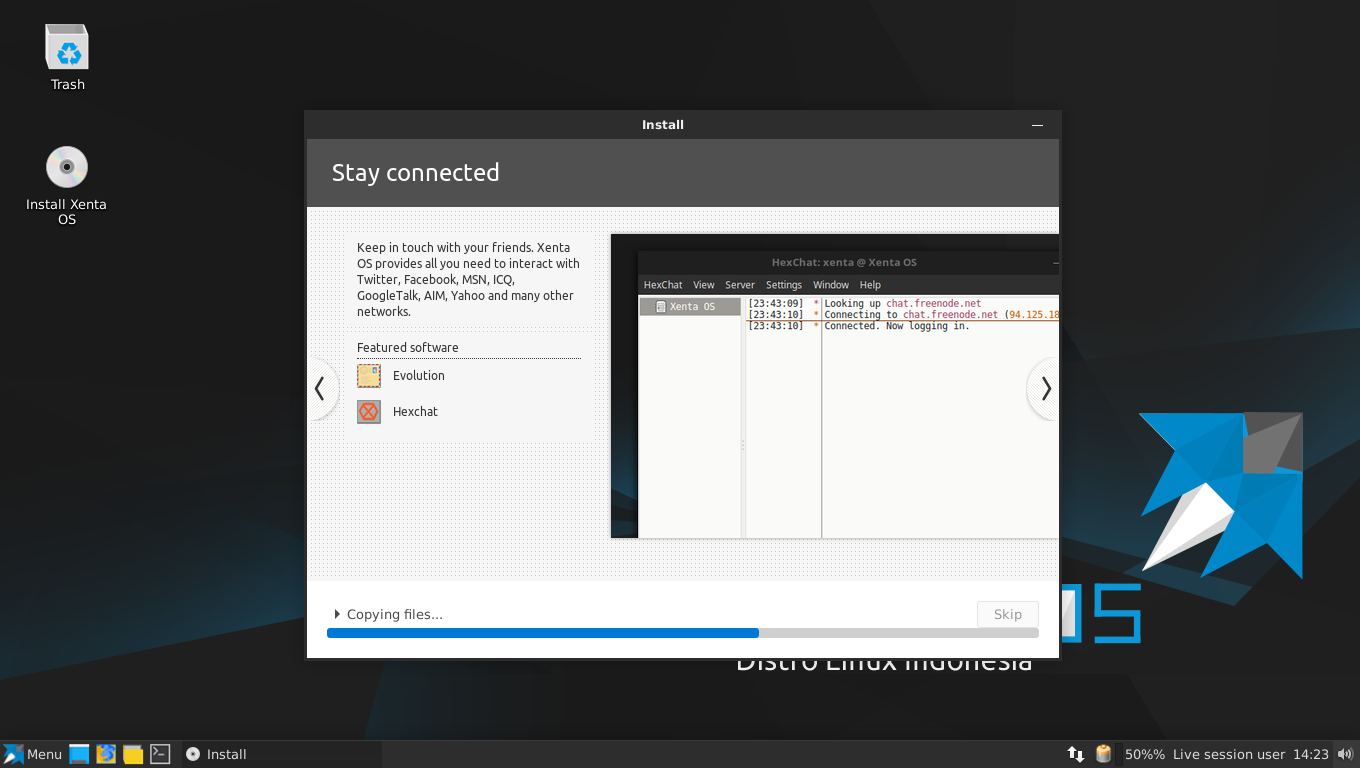 Trash
Install Xenta
OS
Install
Stay connected
Keep in touch with your friends. Xenta
OS provides all you need to interact with
Twitter, Facebook, MSN, ICQ,
GoogleTalk, AIM, Yahoo and many other
networks.
Featured software
Evolution
Hexchat
HexChat: xenta @ Xenta OS
HexChat View Server Settings Window Help
Xenta OS
[23:43:09] * Looking up chat.freenode.net
[23:43:10] * Connecting to chat.freenode.net (94.125.18
[23:43:10] * Connected. Now logging in.
Copying files...
Skip
OS
Distro Linux Indonesia
Menu
Install
50%% Live session user 14:23